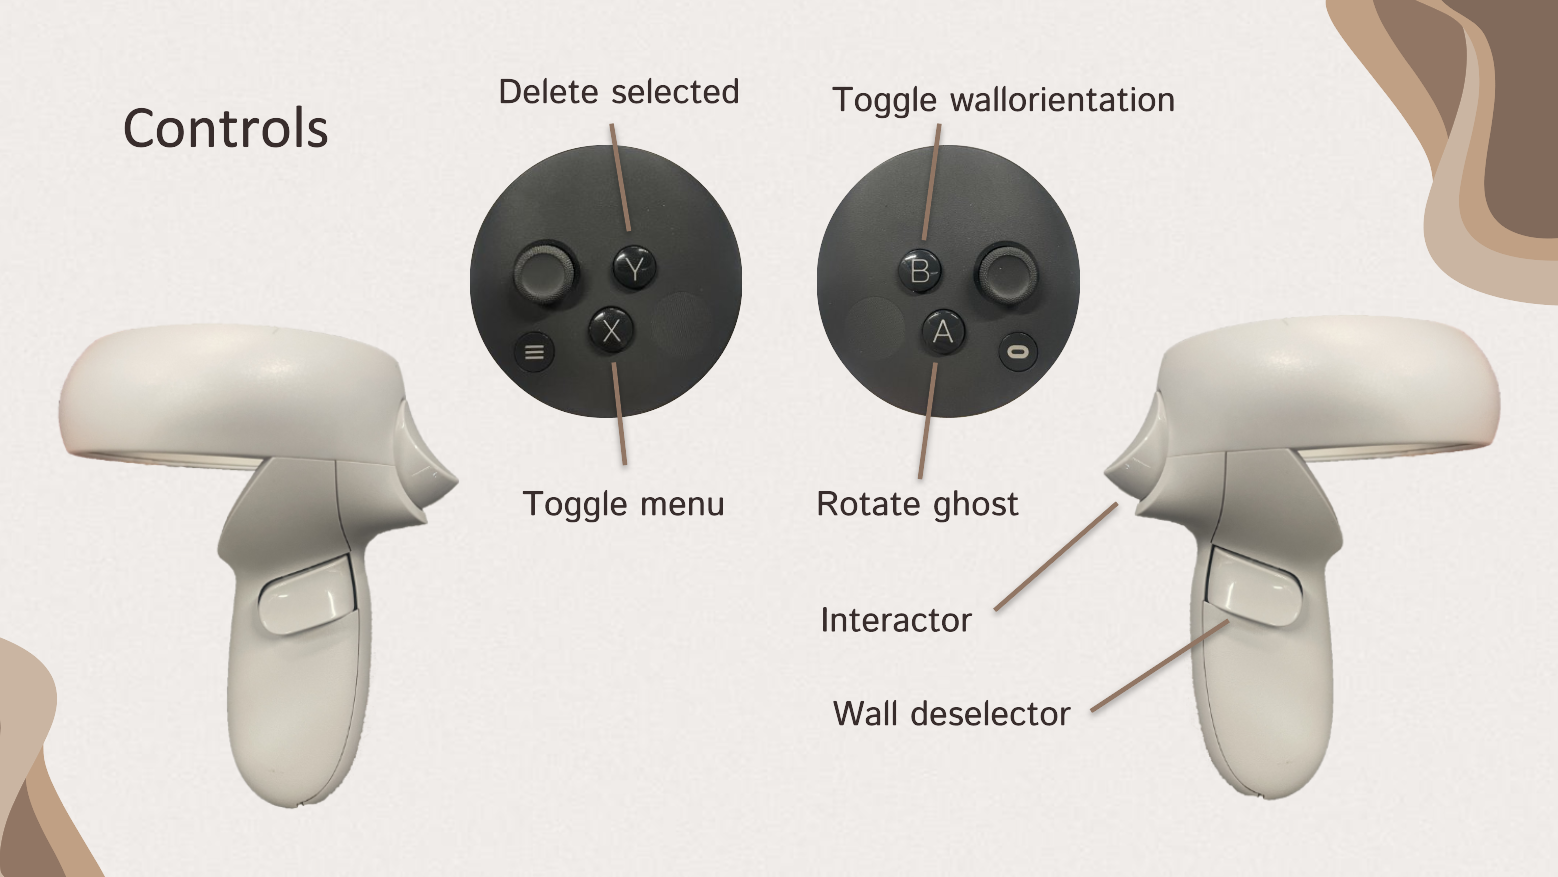 Controls
Delete selected
Toggle wallorientation
Y
X
B
A
Toggle menu
Rotate ghost
Interactor
Wall deselector